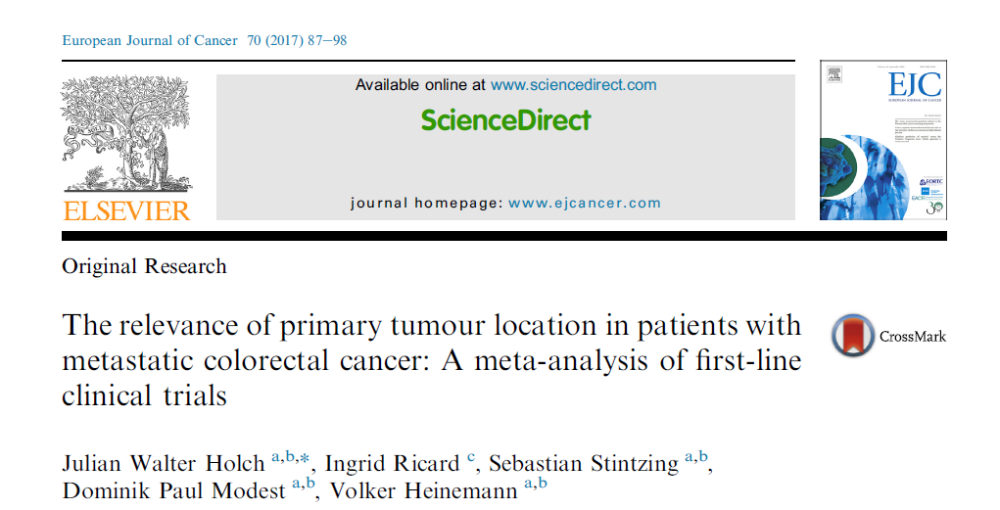 European Journal of Cancer 70 (2017) 87–98
Available online at www.sciencedirect.com
ScienceDirect
journal homepage: www.ejcancer.com
ELSEVIER
EJC
EUROPEAN JOURNAL OF CANCER
EORTC
EACR
30
Original Research
The relevance of primary tumour location in patients with
metastatic colorectal cancer: A meta-analysis of first-line
clinical trials
CrossMark
Julian Walter Holch a,b,*, Ingrid Ricard c, Sebastian Stintzing a,b,
Dominik Paul Modest a,b, Volker Heinemann a,b